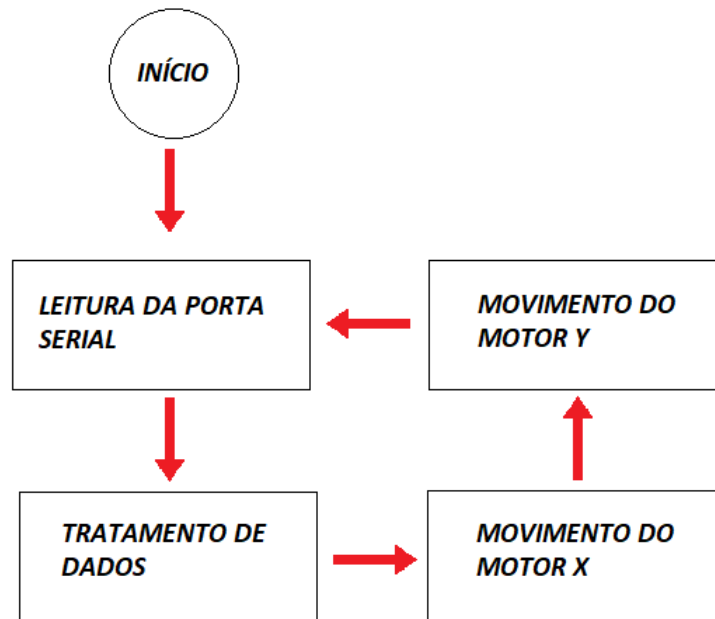 INÍCIO
LEITURA DA PORTA
SERIAL
MOVIMENTO DO
MOTOR Y
TRATAMENTO DE
DADOS
MOVIMENTO DO
MOTOR X